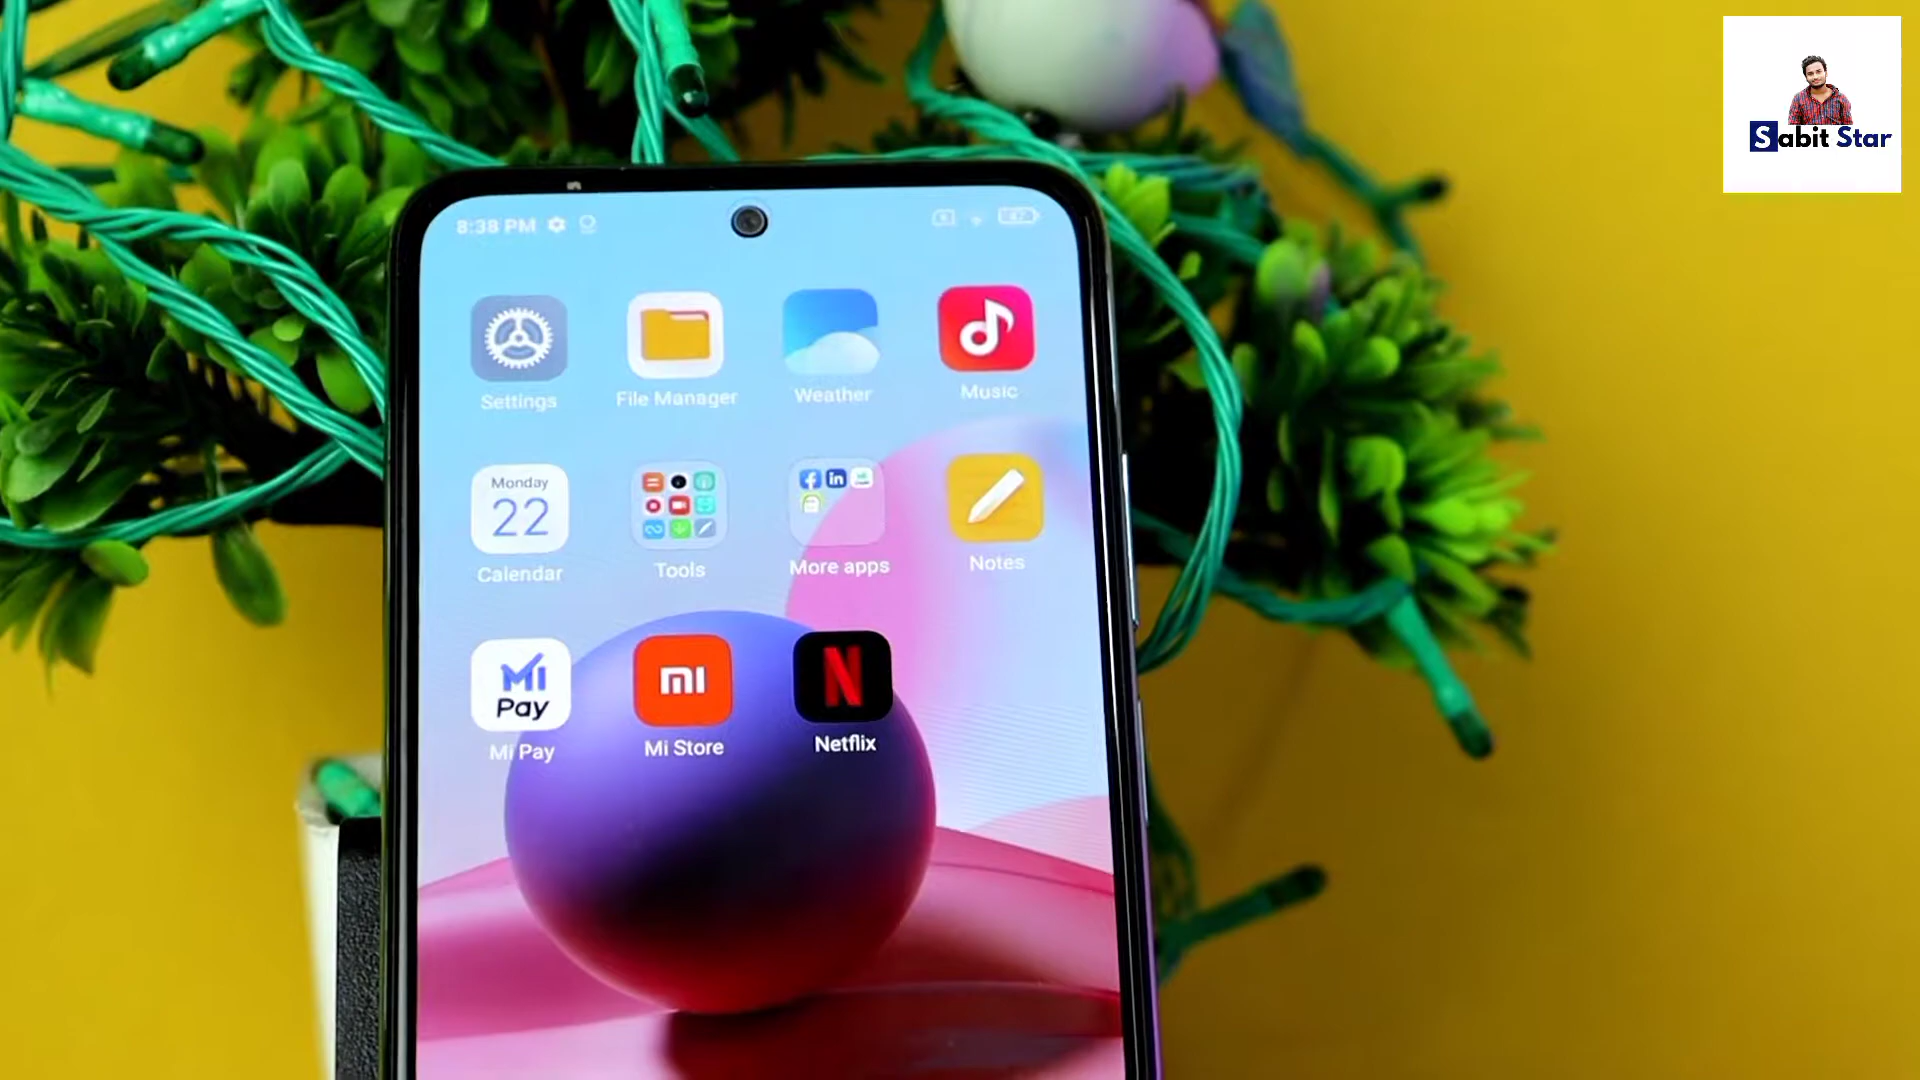 Sabit Star
8:38 PM
Settings
File Manager
Weather
Music
Monday
22
Calendar
Tools
More apps
Notes
f
in
Mi
Pay
Mi Pay
mi
Mi Store
N
Netflix